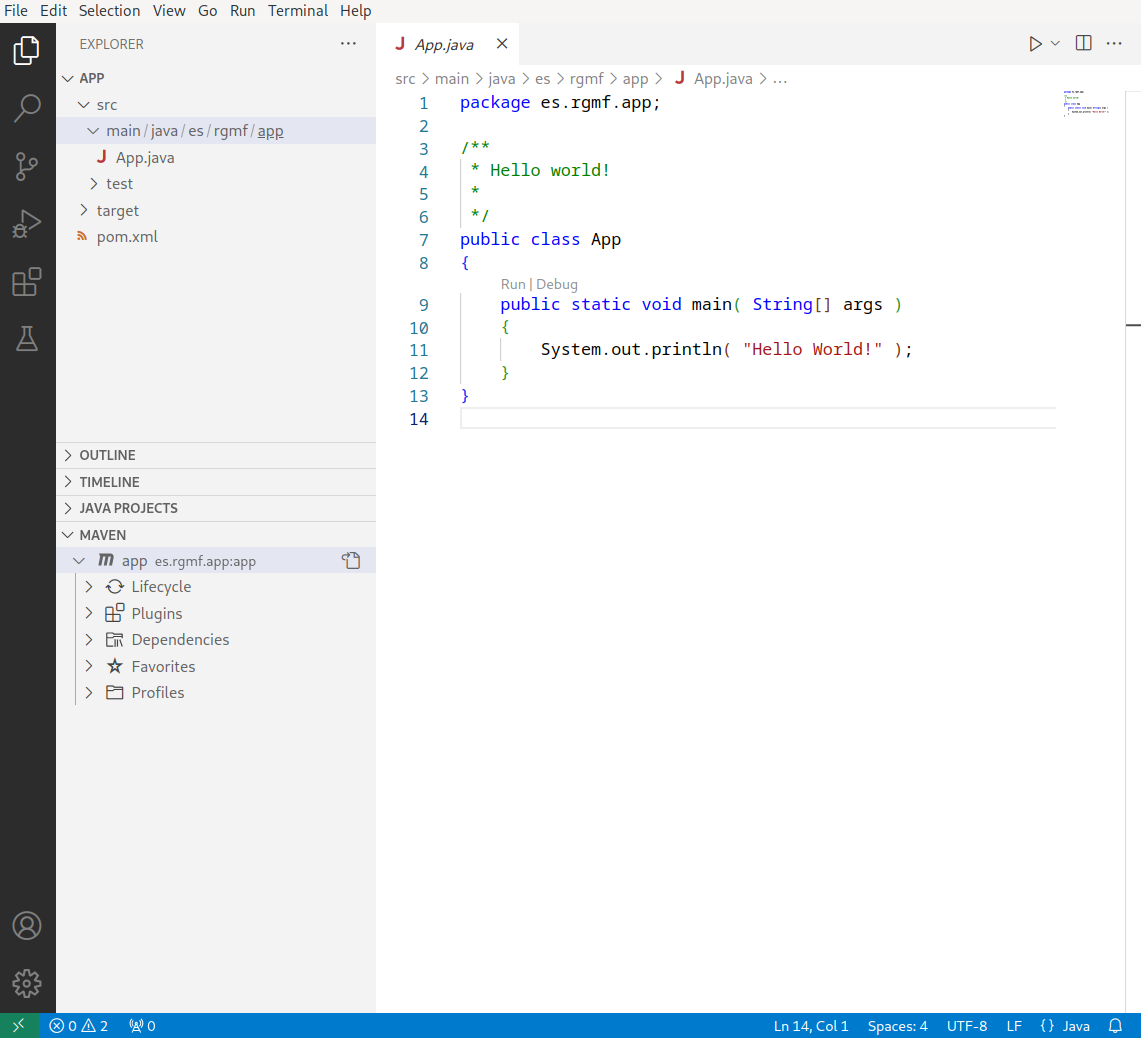 File Edit Selection View Go Run Terminal Help
EXPLORER
APP
src
main / java / es / rgmf / app
J App.java
test
target
pom.xml
OUTLINE
TIMELINE
JAVA PROJECTS
MAVEN
m app es.rgmf.app:app
Lifecycle
Plugins
Dependencies
Favorites
Profiles
J App.java
src > main > java > es > rgmf > app > J App.java > ...
1 package es.rgmf.app;
2
3 /**
4 * Hello world!
5 *
6 */
7 public class App
8 {
Run | Debug
9 public static void main( String[] args )
10 {
11 System.out.println( "Hello World!" );
12 }
13 }
14
0 2 0 Ln 14, Col 1 Spaces: 4 UTF-8 LF {} Java